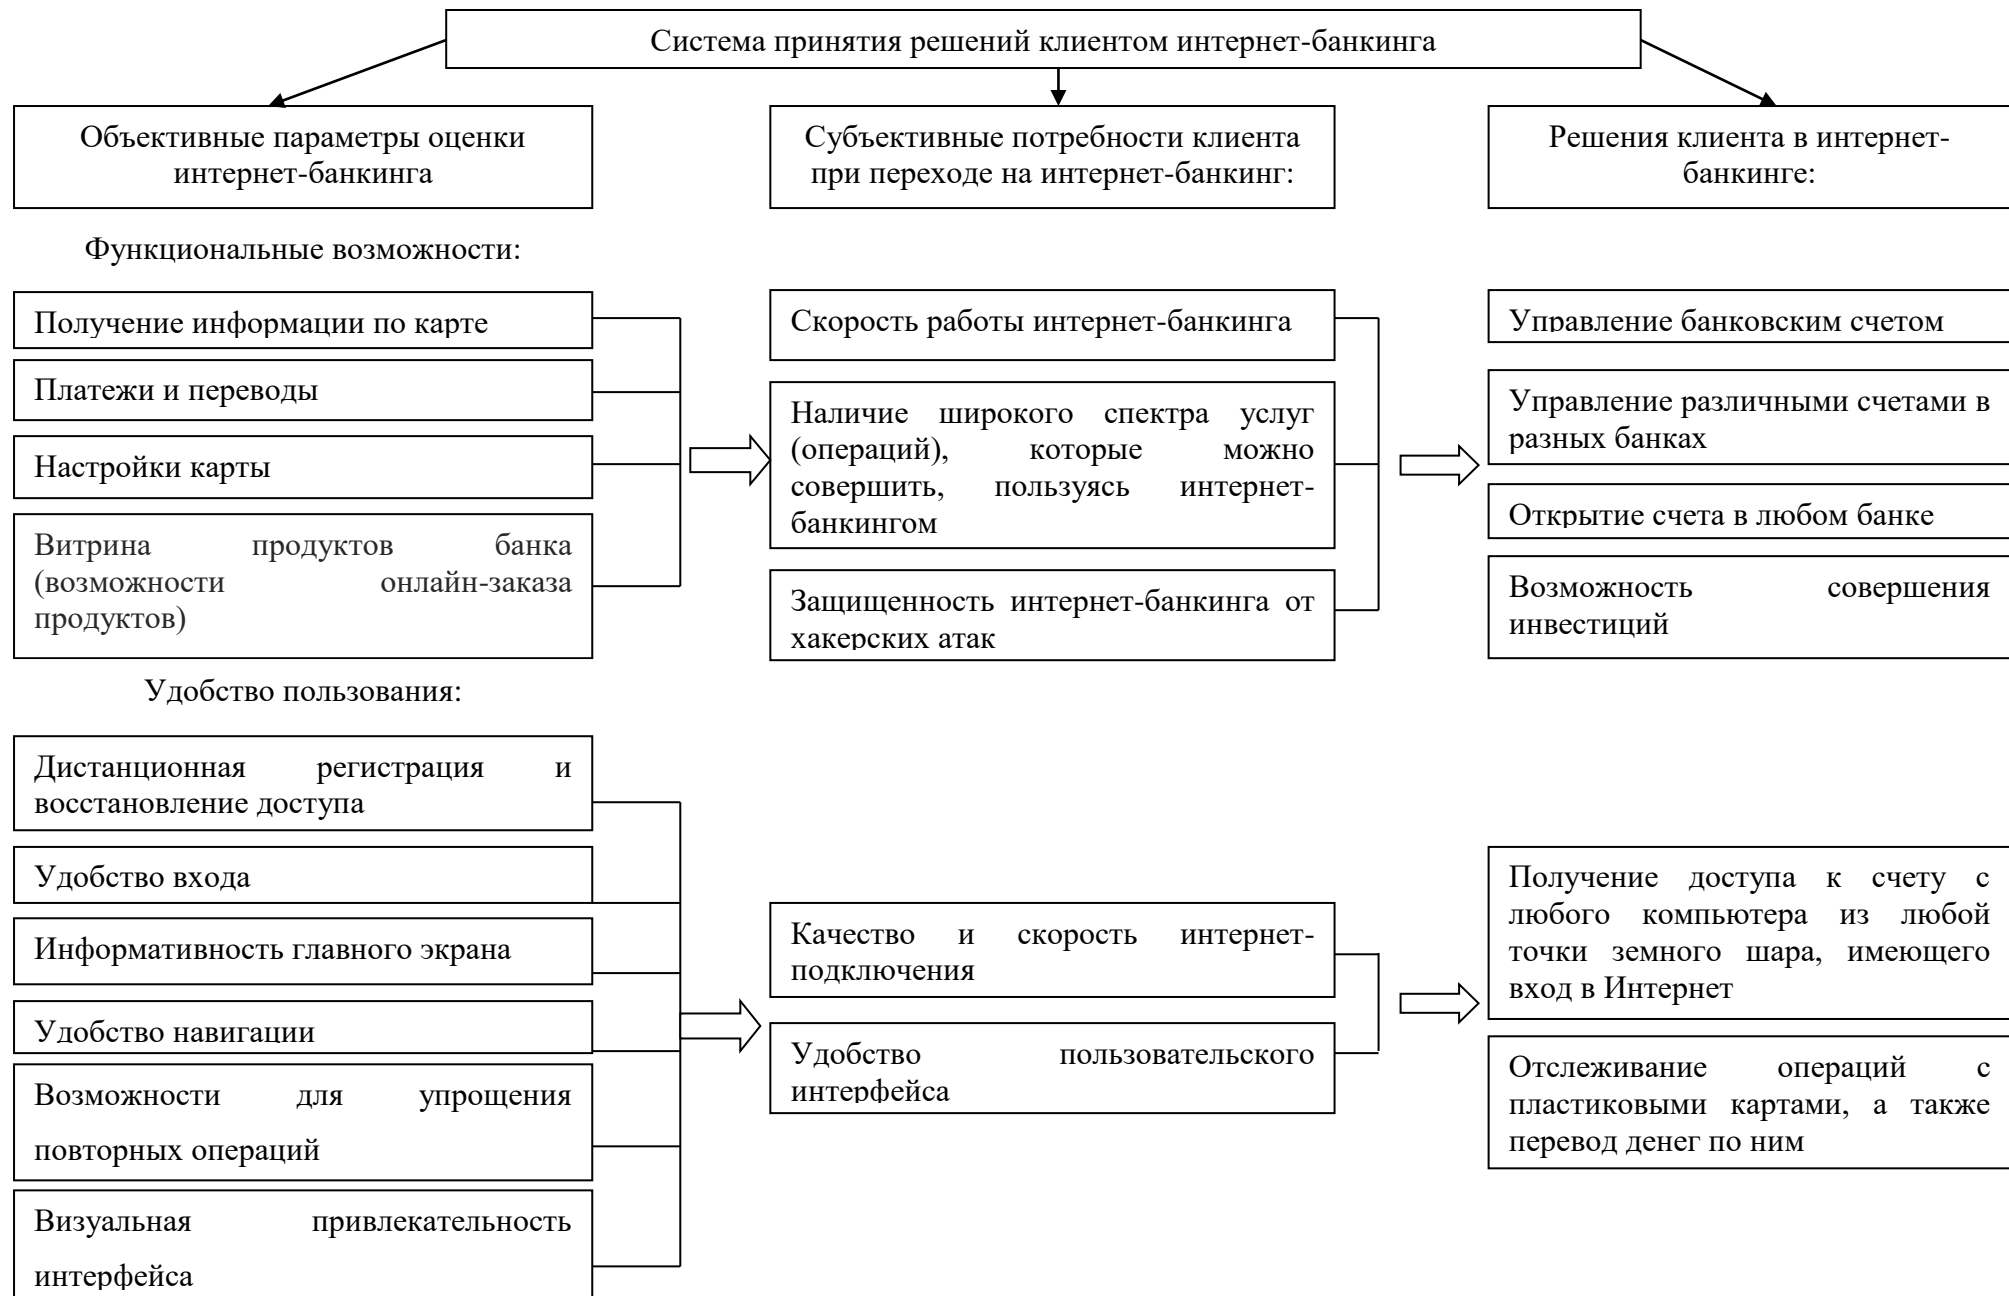 Система принятия решений клиентом интернет-банкинга
Объективные параметры оценки
интернет-банкинга
Субъективные потребности клиента
при переходе на интернет-банкинг:
Решения клиента в интернет-
банкинге:
Функциональные возможности:
Получение информации по карте
Платежи и переводы
Настройки карты
Витрина продуктов банка
(возможности онлайн-заказа
продуктов)
Скорость работы интернет-банкинга
Наличие широкого спектра услуг
(операций), которые можно
совершить, пользуясь интернет-
банкингом
Защищенность интернет-банкинга от
хакерских атак
Управление банковским счетом
Управление различными счетами в
разных банках
Открытие счета в любом банке
Возможность совершения
инвестиций
Удобство пользования:
Дистанционная регистрация и
восстановление доступа
Удобство входа
Информативность главного экрана
Удобство навигации
Возможности для упрощения
повторных операций
Визуальная привлекательность
интерфейса
Качество и скорость интернет-
подключения
Удобство пользовательского
интерфейса
Получение доступа к счету с
любого компьютера из любой
точки земного шара, имеющего
вход в Интернет
Отслеживание операций с
пластиковыми картами, а также
перевод денег по ним